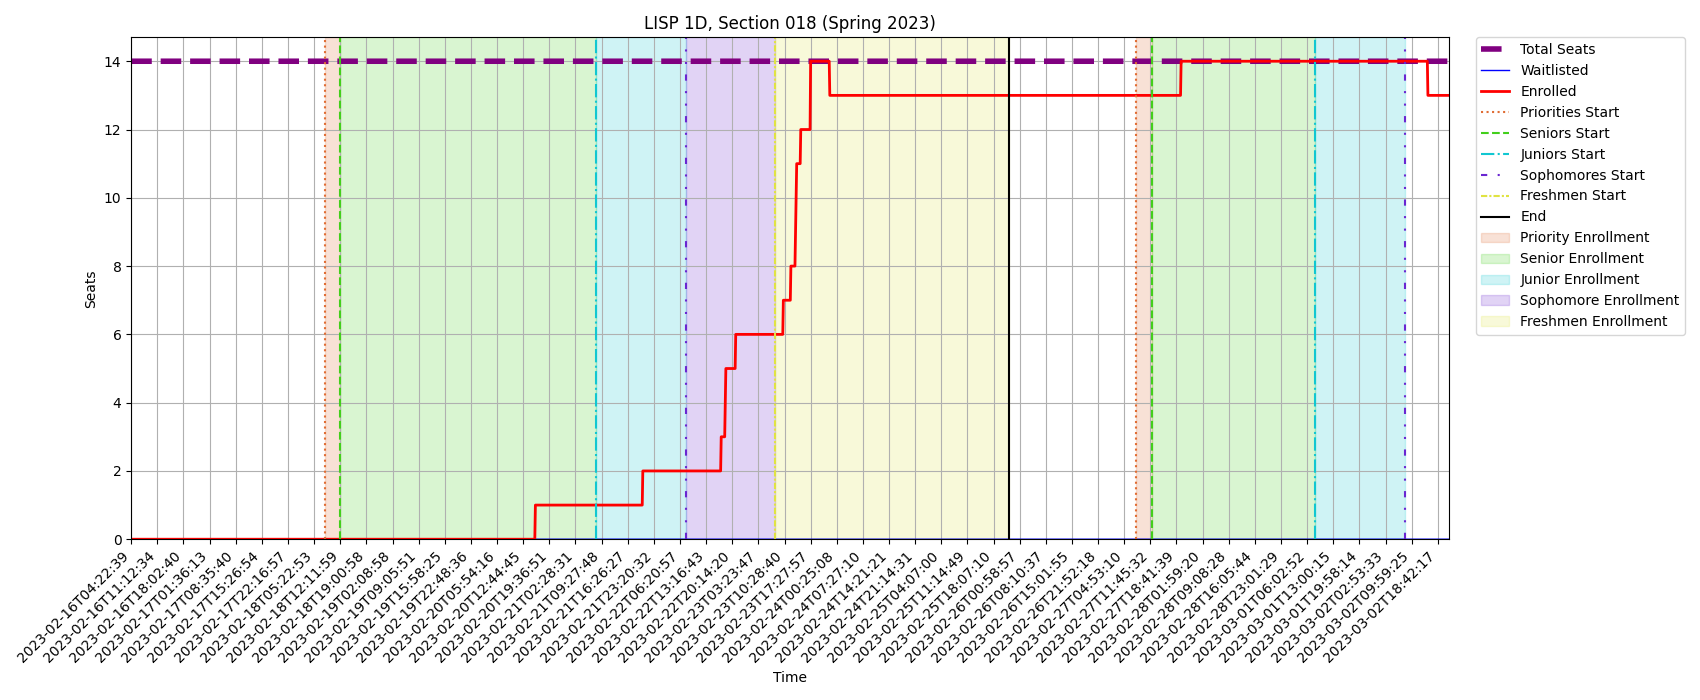 LISP 1D, Section 018 (Spring 2023)
Seats
14
12
10
8
6
4
2
0
2023-02-16T04:22:39
2023-02-16T11:12:34
2023-02-16T18:02:40
2023-02-17T01:36:13
2023-02-17T08:35:40
2023-02-17T15:26:54
2023-02-17T22:16:57
2023-02-18T05:22:53
2023-02-18T12:11:59
2023-02-18T19:00:58
2023-02-19T02:08:58
2023-02-19T09:05:51
2023-02-19T15:58:25
2023-02-19T22:48:36
2023-02-20T05:54:16
2023-02-20T12:44:45
2023-02-20T19:36:51
2023-02-21T02:28:31
2023-02-21T09:27:48
2023-02-21T16:26:27
2023-02-21T23:20:32
2023-02-22T06:20:57
2023-02-22T13:16:43
2023-02-22T20:14:20
2023-02-23T03:23:47
2023-02-23T10:28:40
2023-02-23T17:27:57
2023-02-24T00:25:08
2023-02-24T07:27:10
2023-02-24T14:21:21
2023-02-24T21:14:31
2023-02-25T04:07:00
2023-02-25T11:14:49
2023-02-25T18:07:10
2023-02-26T00:58:57
2023-02-26T08:10:37
2023-02-26T15:01:55
2023-02-26T21:52:18
2023-02-27T04:53:10
2023-02-27T11:45:32
2023-02-27T18:41:39
2023-02-28T01:59:20
2023-02-28T09:08:28
2023-02-28T16:05:44
2023-02-28T23:01:29
2023-03-01T06:02:52
2023-03-01T13:00:15
2023-03-01T19:58:14
2023-03-02T02:53:33
2023-03-02T09:59:25
2023-03-02T18:42:17
Time
Total Seats
Waitlisted
Enrolled
Priorities Start
Seniors Start
Juniors Start
Sophomores Start
Freshmen Start
End
Priority Enrollment
Senior Enrollment
Junior Enrollment
Sophomore Enrollment
Freshmen Enrollment